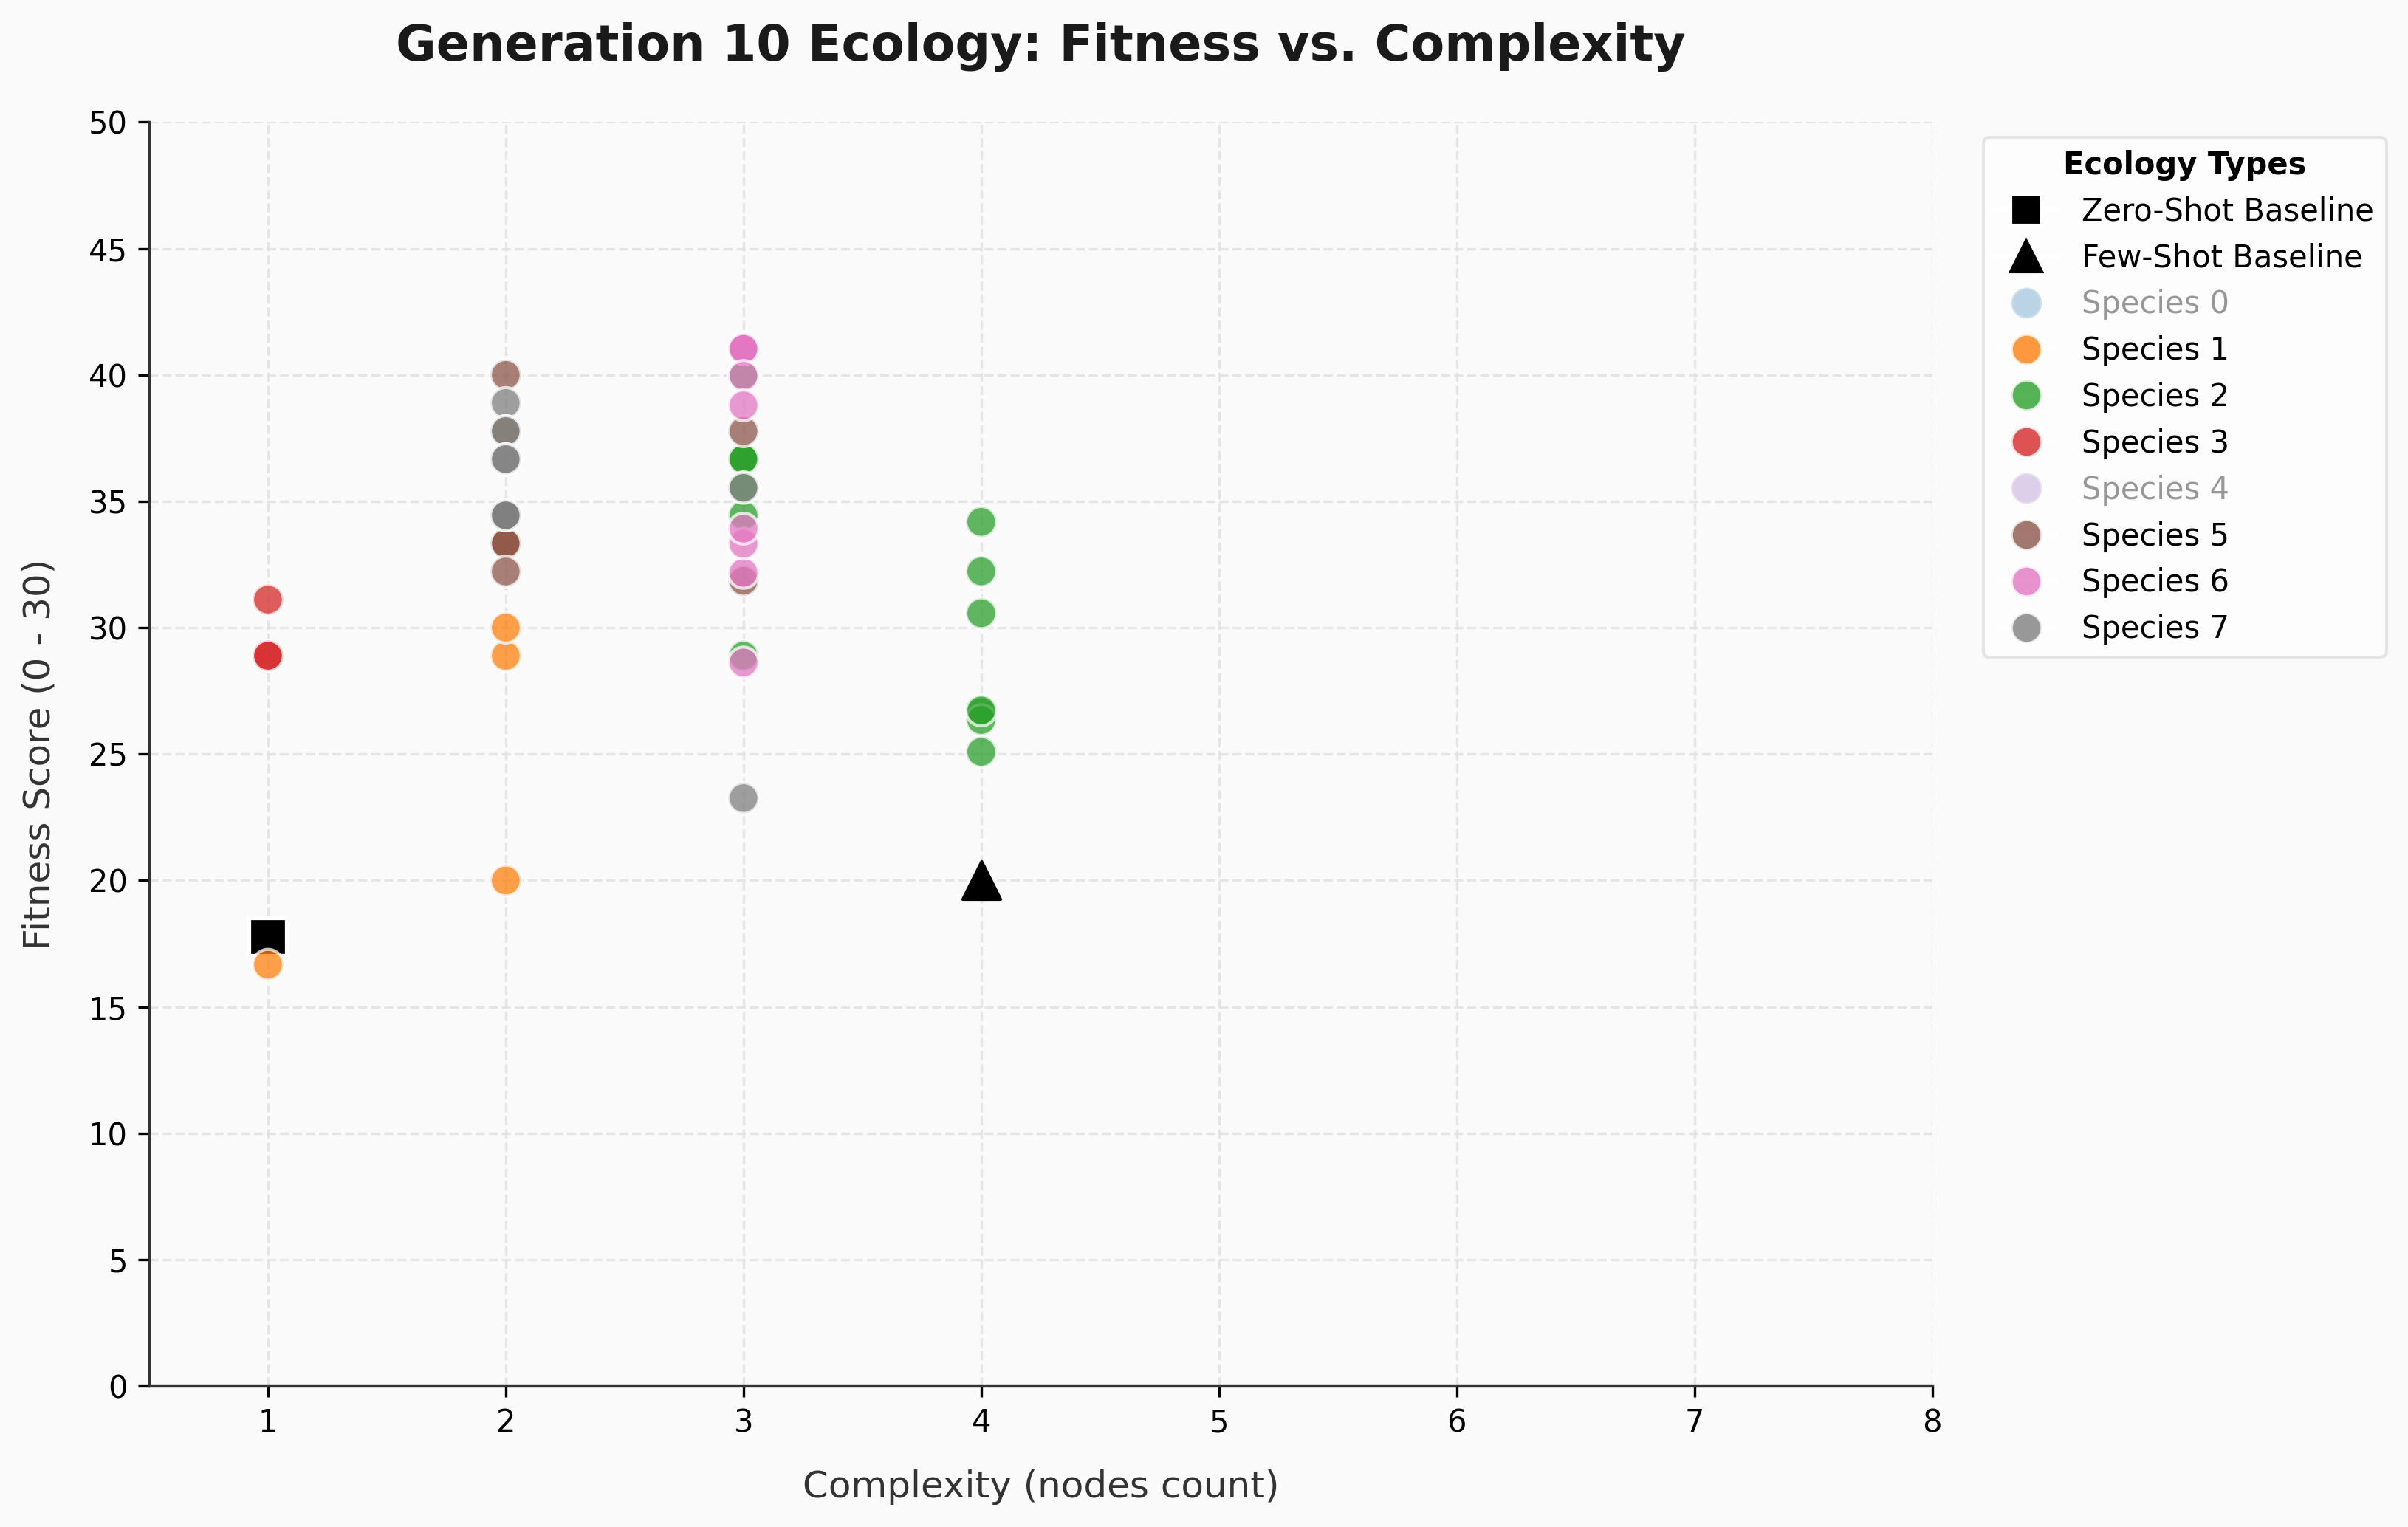 Generation 10 Ecology: Fitness vs. Complexity
50
45
40
35
30
25
20
15
10
5
0
Fitness Score (0 - 30)
1 2 3 4 5 6 7 8
Complexity (nodes count)
Ecology Types
Zero-Shot Baseline
Few-Shot Baseline
Species 0
Species 1
Species 2
Species 3
Species 4
Species 5
Species 6
Species 7